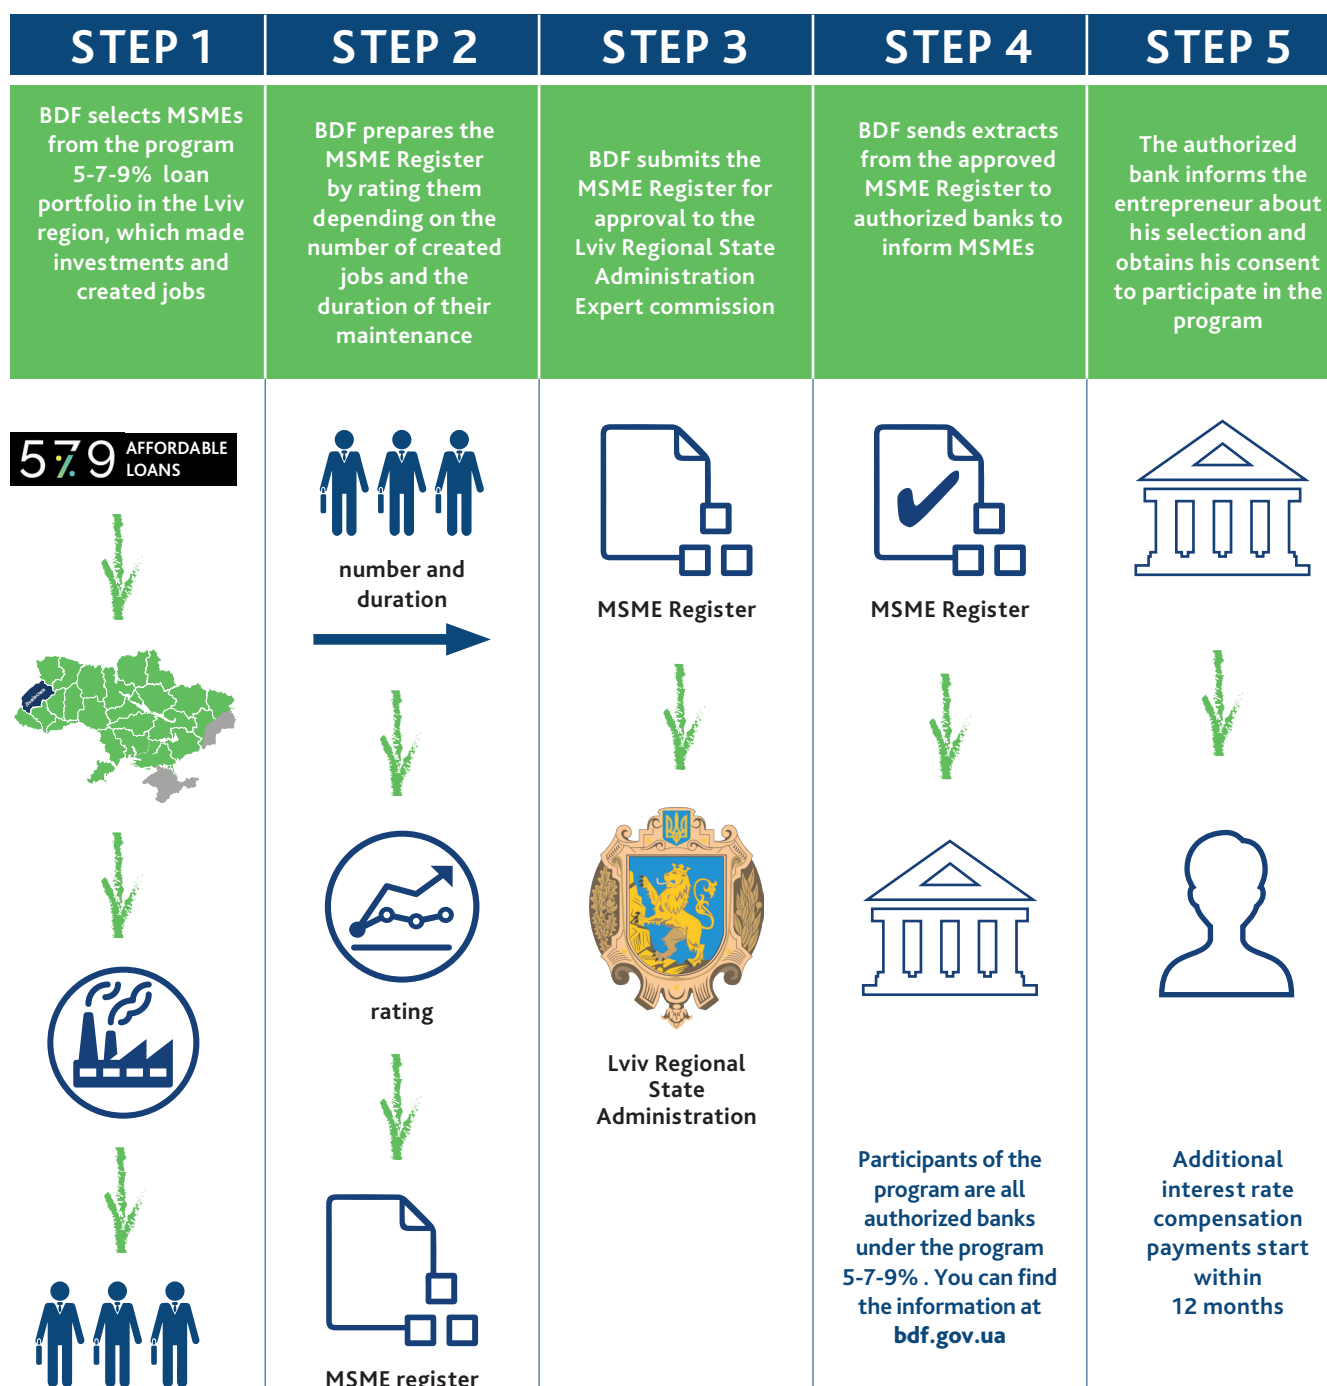 STEP 1
BDF selects MSMEs
from the program
5-7-9% loan
portfolio in the Lviv
region, which made
investments and
created jobs
579 AFFORDABLE
LOANS
STEP 2
BDF prepares the
MSME Register
by rating them
depending on the
number of created
jobs and the
duration of their
maintenance
number and
duration
rating
MSME register
STEP 3
BDF submits the
MSME Register for
approval to the
Lviv Regional State
Administration
Expert commission
MSME Register
Lviv Regional
State
Administration
STEP 4
BDF sends extracts
from the approved
MSME Register to
authorized banks to
inform MSMEs
MSME Register
Participants of the
program are all
authorized banks
under the program
5-7-9% . You can find
the information at
bdf.gov.ua
STEP 5
The authorized
bank informs the
entrepreneur about
his selection and
obtains his consent
to participate in the
program
Additional
interest rate
compensation
payments start
within
12 months